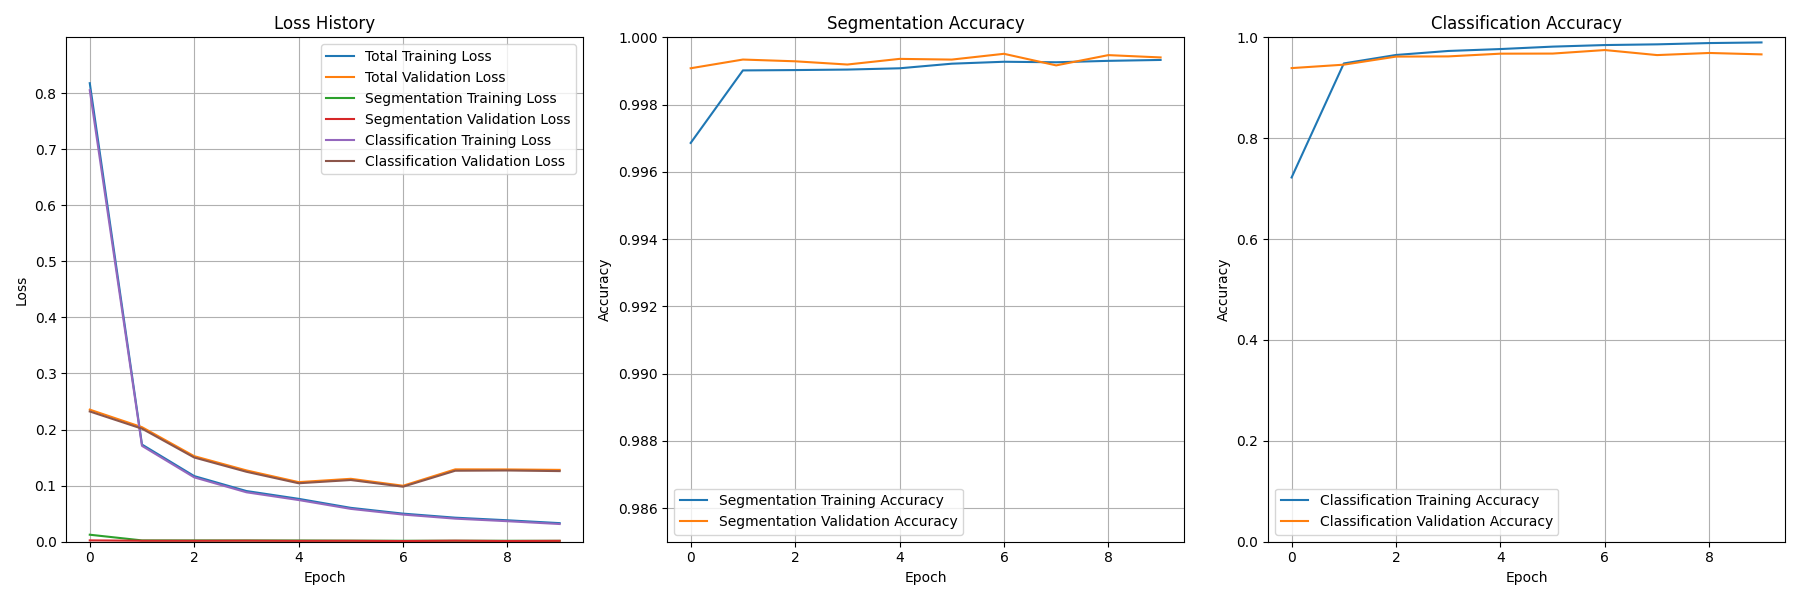 Loss History
Total Training Loss
Total Validation Loss
Segmentation Training Loss
Segmentation Validation Loss
Classification Training Loss
Classification Validation Loss
0.8
0.7
0.6
0.5
0.4
0.3
0.2
0.1
0.0
Loss
0 2 4 6 8
Epoch
Segmentation Accuracy
1.000
0.998
0.996
0.994
0.992
0.990
0.988
0.986
Accuracy
Segmentation Training Accuracy
Segmentation Validation Accuracy
0 2 4 6 8
Epoch
Classification Accuracy
1.0
0.8
0.6
0.4
0.2
0.0
Accuracy
Classification Training Accuracy
Classification Validation Accuracy
0 2 4 6 8
Epoch